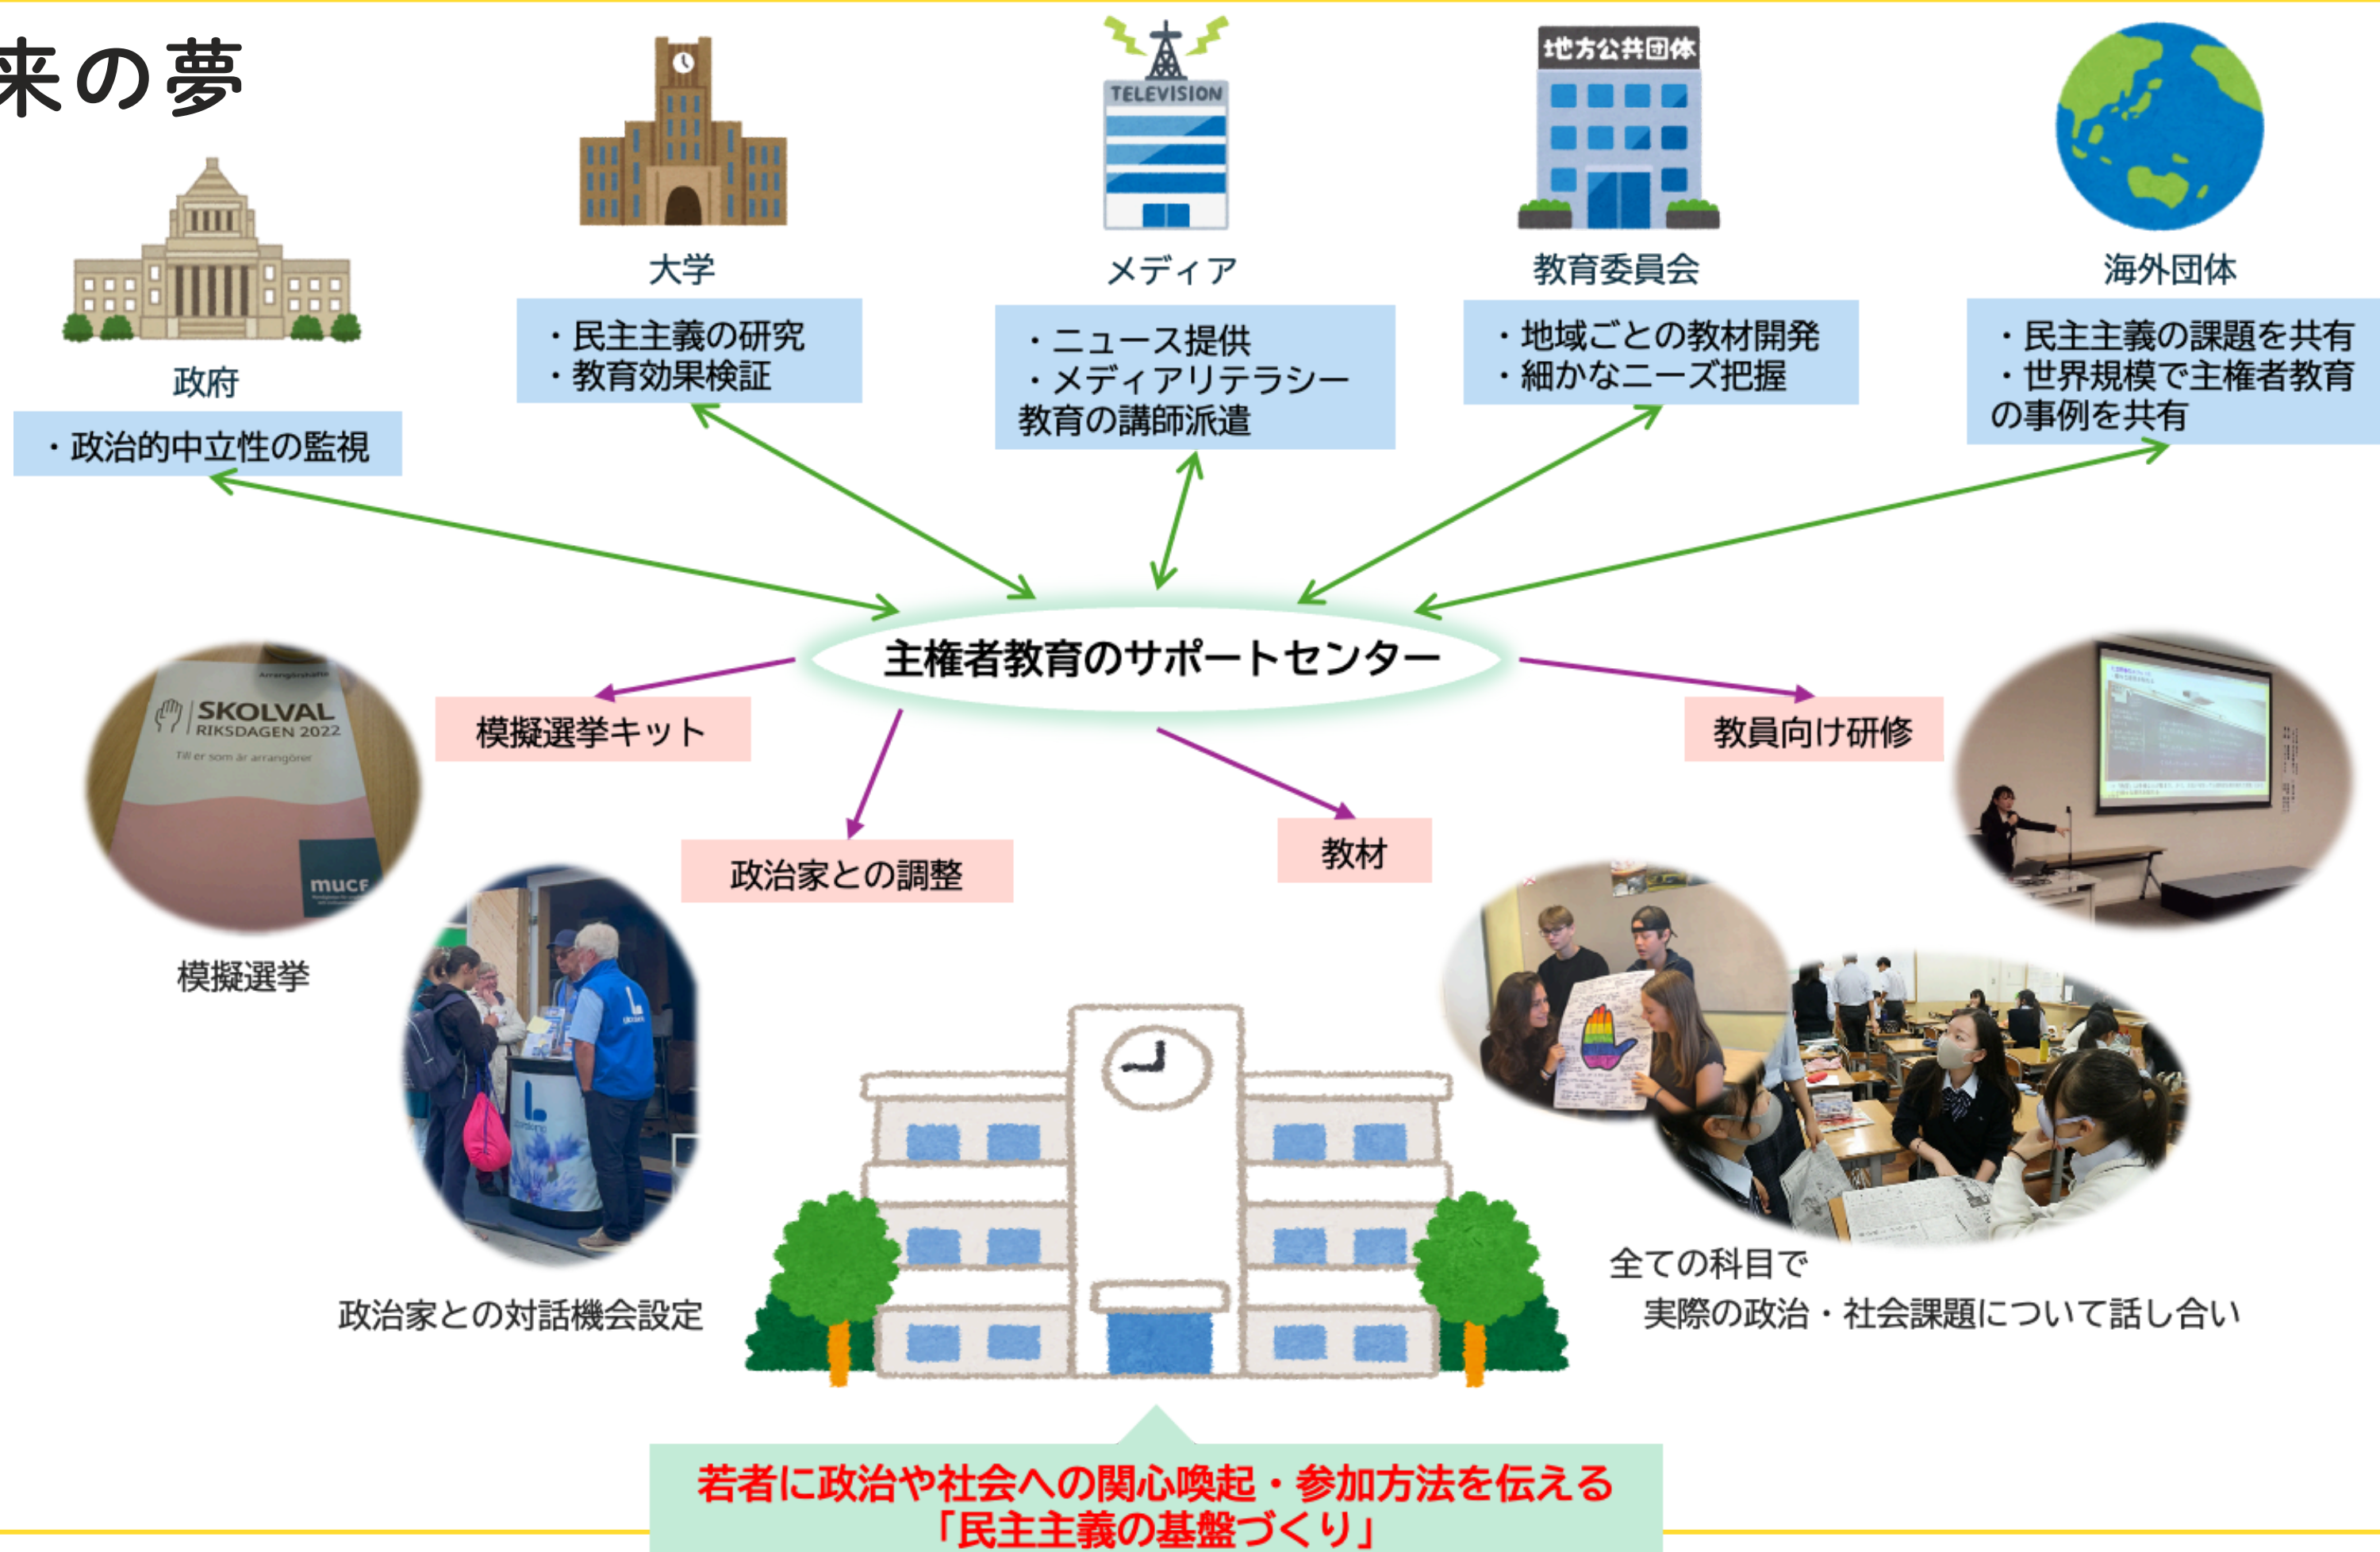 来の夢
TELEVISION
地方公共団体
政府
・政治的中立性の監視
大学
・民主主義の研究
・教育効果検証
メディア
・ニュース提供
・メディアリテラシー
教育の講師派遣
教育委員会
・地域ごとの教材開発
・細かなニーズ把握
海外団体
・民主主義の課題を共有
・世界規模で主権者教育
の事例を共有
主権者教育のサポートセンター
模擬選挙キット
政治家との調整
教材
教員向け研修
Arrangörshäfte
SKOLVAL
RIKSDAGEN 2022
Till er som är arrangörer
mucf
模擬選挙
政治家との対話機会設定
全ての科目で
実際の政治・社会課題について話し合い
若者に政治や社会への関心喚起・参加方法を伝える
「民主主義の基盤づくり」